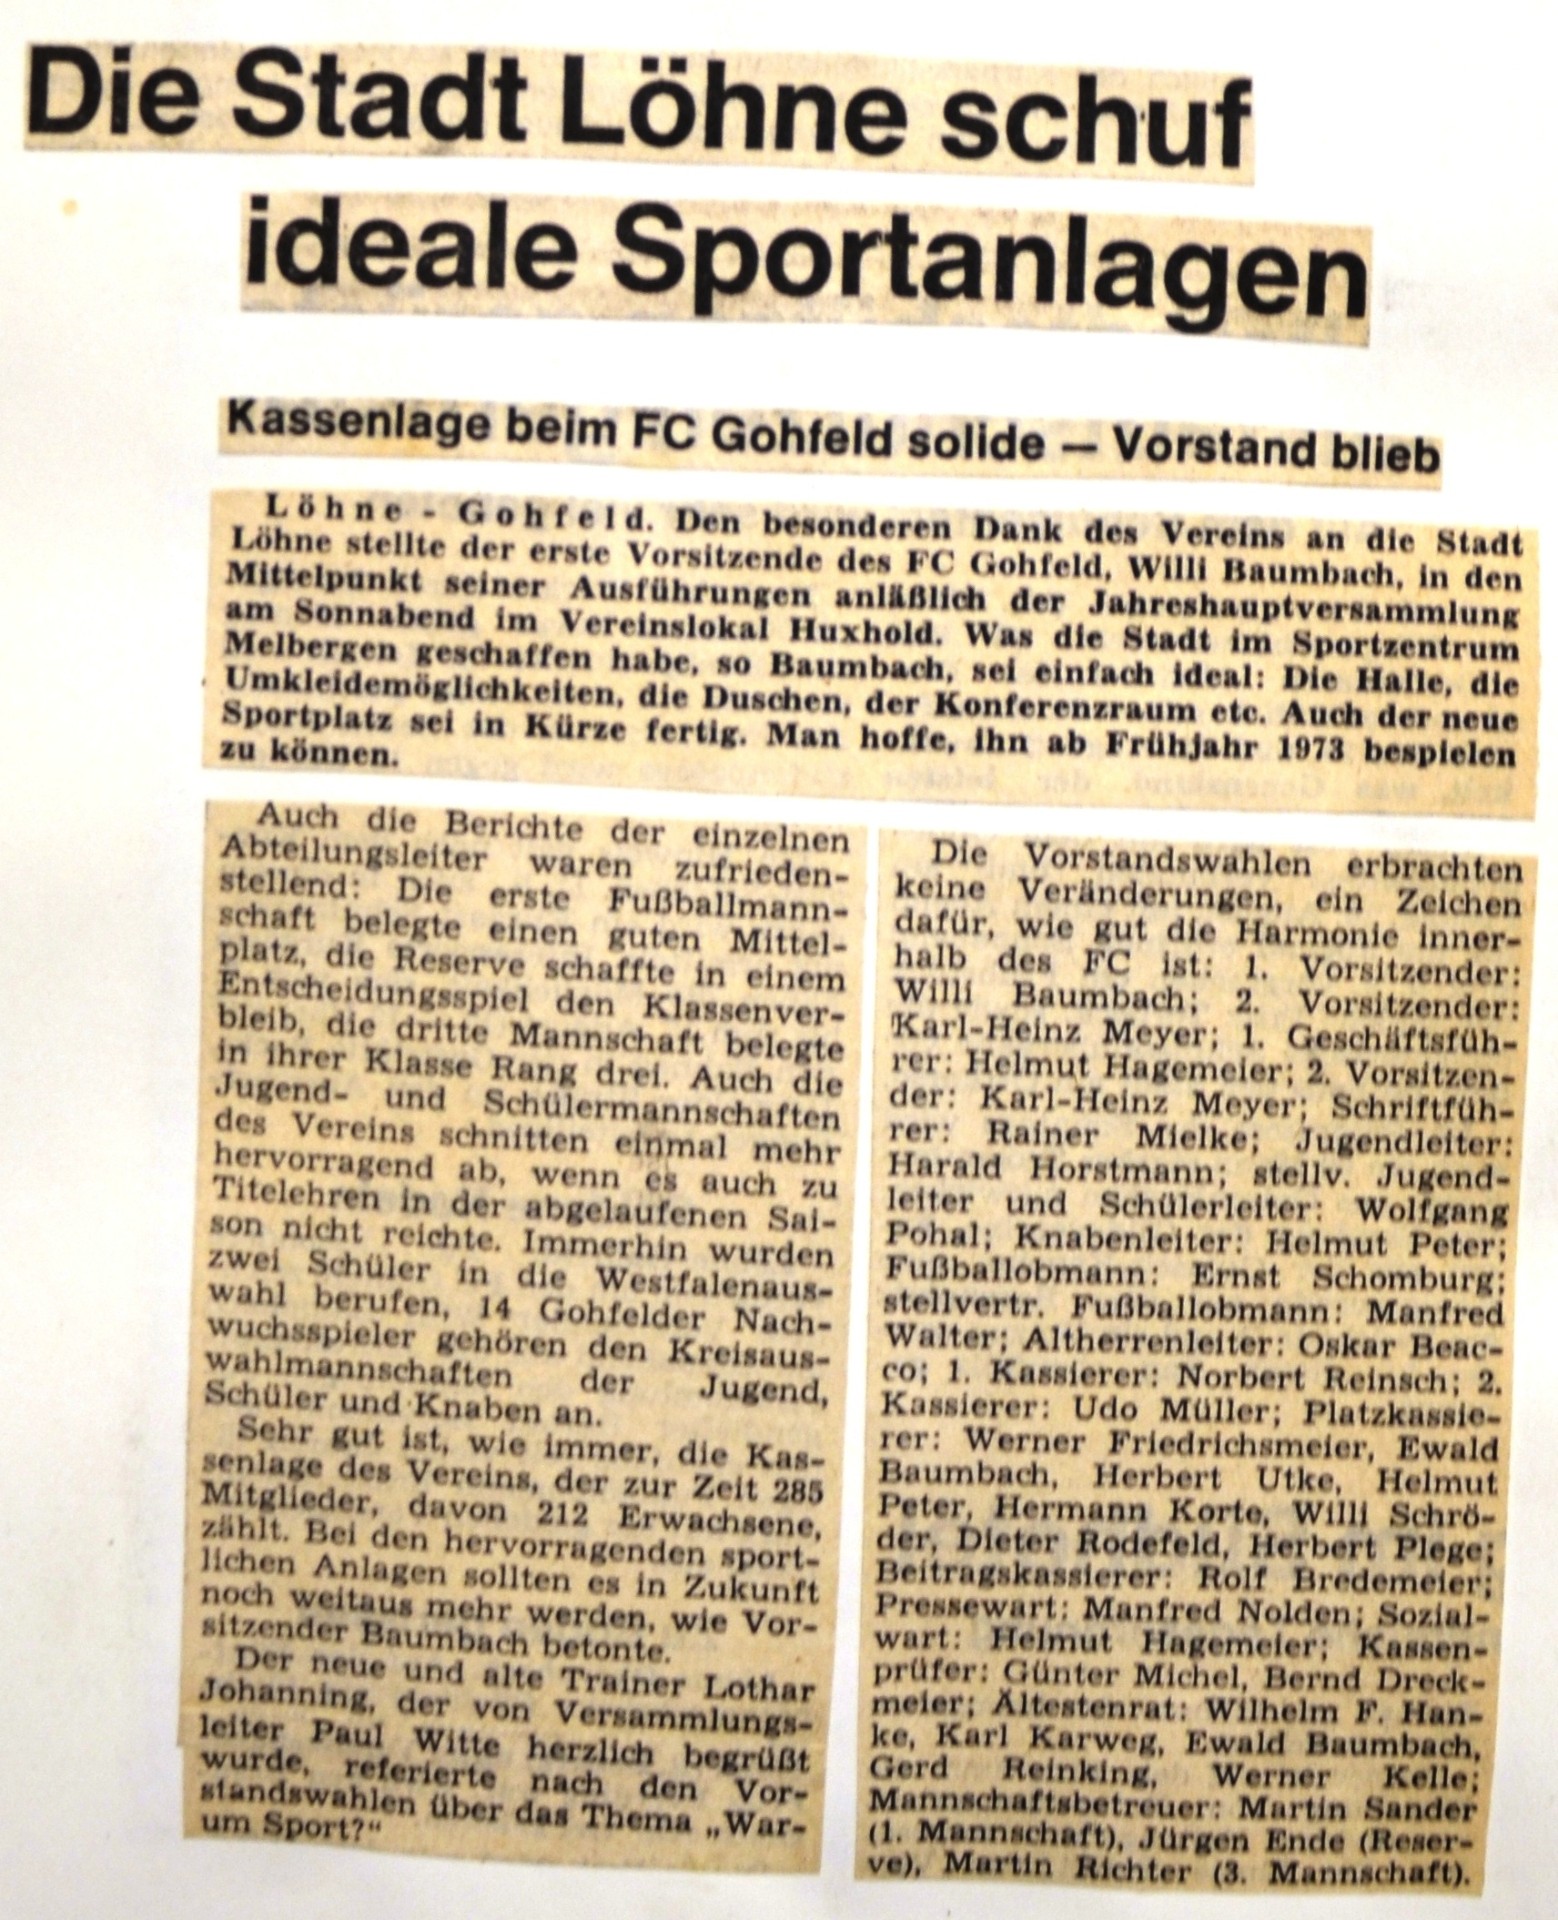 Die Stadt Löhne schuf
ideale Sportanlagen
Kassenlage beim FC Gohfeld solide — Vorstand blieb
Löhne - Gohfeld. Den besonderen Dank des Vereins an die Stadt
Löhne stellte der erste Vorsitzende des FC Gohfeld, Willi Baumbach, in den
Mittelpunkt seiner Ausführungen anläßlich der Jahreshauptversammlung
am Sonnabend im Vereinslokal Huxhold. Was die Stadt im Sportzentrum
Melbergen geschaffen habe, so Baumbach, sei einfach ideal: Die Halle, die
Umkleidemöglichkeiten, die Duschen, der Konferenzraum etc. Auch der neue
Sportplatz sei in Kürze fertig. Man hoffe, ihn ab Frühjahr 1973 bespielen
zu können.
Auch die Berichte der einzelnen
Abteilungsleiter waren zufrieden-
stellend: Die erste Fußballmann-
schaft belegte einen guten Mittel-
platz, die Reserve schaffte in einem
Entscheidungsspiel den Klassenver-
bleib, die dritte Mannschaft belegte
in ihrer Klasse Rang drei. Auch die
Jugend- und Schülermannschaften
des Vereins schnitten einmal mehr
hervorragend ab, wenn es auch zu
Titelehren in der abgelaufenen Sai-
son nicht reichte. Immerhin wurden
zwei Schüler in die Westfalenaus-
wahl berufen, 14 Gohfelder Nach-
wuchsspieler gehören den Kreisaus-
wahlmannschaften der Jugend,
Schüler und Knaben an.
Sehr gut ist, wie immer, die Kas-
senlage des Vereins, der zur Zeit 285
Mitglieder, davon 212 Erwachsene,
zählt. Bei den hervorragenden sport-
lichen Anlagen sollten es in Zukunft
noch weitaus mehr werden, wie Vor-
sitzender Baumbach betonte.
Der neue und alte Trainer Lothar
Johanning, der von Versammlungs-
leiter Paul Witte herzlich begrüßt
wurde, referierte nach den Vor-
standswahlen über das Thema „War-
um Sport?“
Die Vorstandswahlen erbrachten
keine Veränderungen, ein Zeichen
dafür, wie gut die Harmonie inner-
halb des FC ist: 1. Vorsitzender:
Willi Baumbach; 2. Vorsitzender:
Karl-Heinz Meyer; 1. Geschäftsfüh-
rer: Helmut Hagemeier; 2. Vorsitzen-
der: Karl-Heinz Meyer; Schriftfüh-
rer: Rainer Mielke; Jugendleiter:
Harald Horstmann; stellv. Jugend-
leiter und Schülerleiter: Wolfgang
Pohal; Knabenleiter: Helmut Peter;
Fußballobmann: Ernst Schomburg;
stellvertr. Fußballobmann: Manfred
Walter; Altherrenleiter: Oskar Beac-
co; 1. Kassierer: Norbert Reinsch; 2.
Kassierer: Udo Müller; Platzkassie-
rer: Werner Friedrichsmeier, Ewald
Baumbach, Herbert Utke, Helmut
Peter, Hermann Korte, Willi Schrö-
der, Dieter Rodefeld, Herbert Plege;
Beitragskassierer: Rolf Bredemeier;
Pressewart: Manfred Nolden; Sozial-
wart: Helmut Hagemeier; Kassen-
prüfer: Günter Michel, Bernd Dreck-
meier; Ältestenrat: Wilhelm F. Han-
ke, Karl Karweg, Ewald Baumbach,
Gerd Reinking, Werner Kelle;
Mannschaftsbetreuer: Martin Sander
(1. Mannschaft), Jürgen Ende (Reser-
ve), Martin Richter (3. Mannschaft).